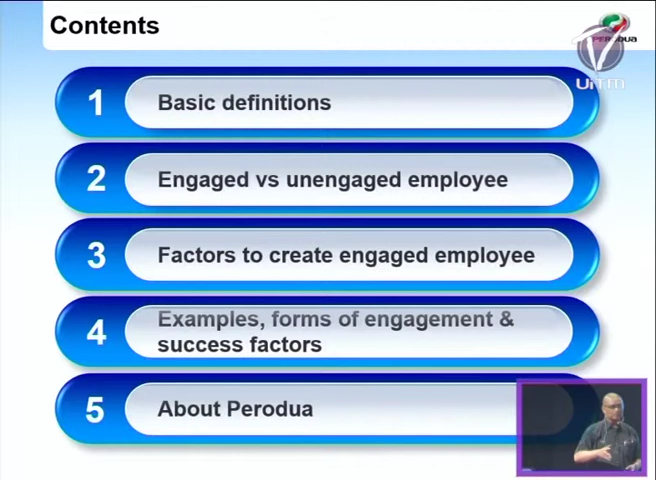 Contents
PERODUA
UiTM
1
Basic definitions
2
Engaged vs unengaged employee
3
Factors to create engaged employee
4
Examples, forms of engagement &
success factors
5
About Perodua